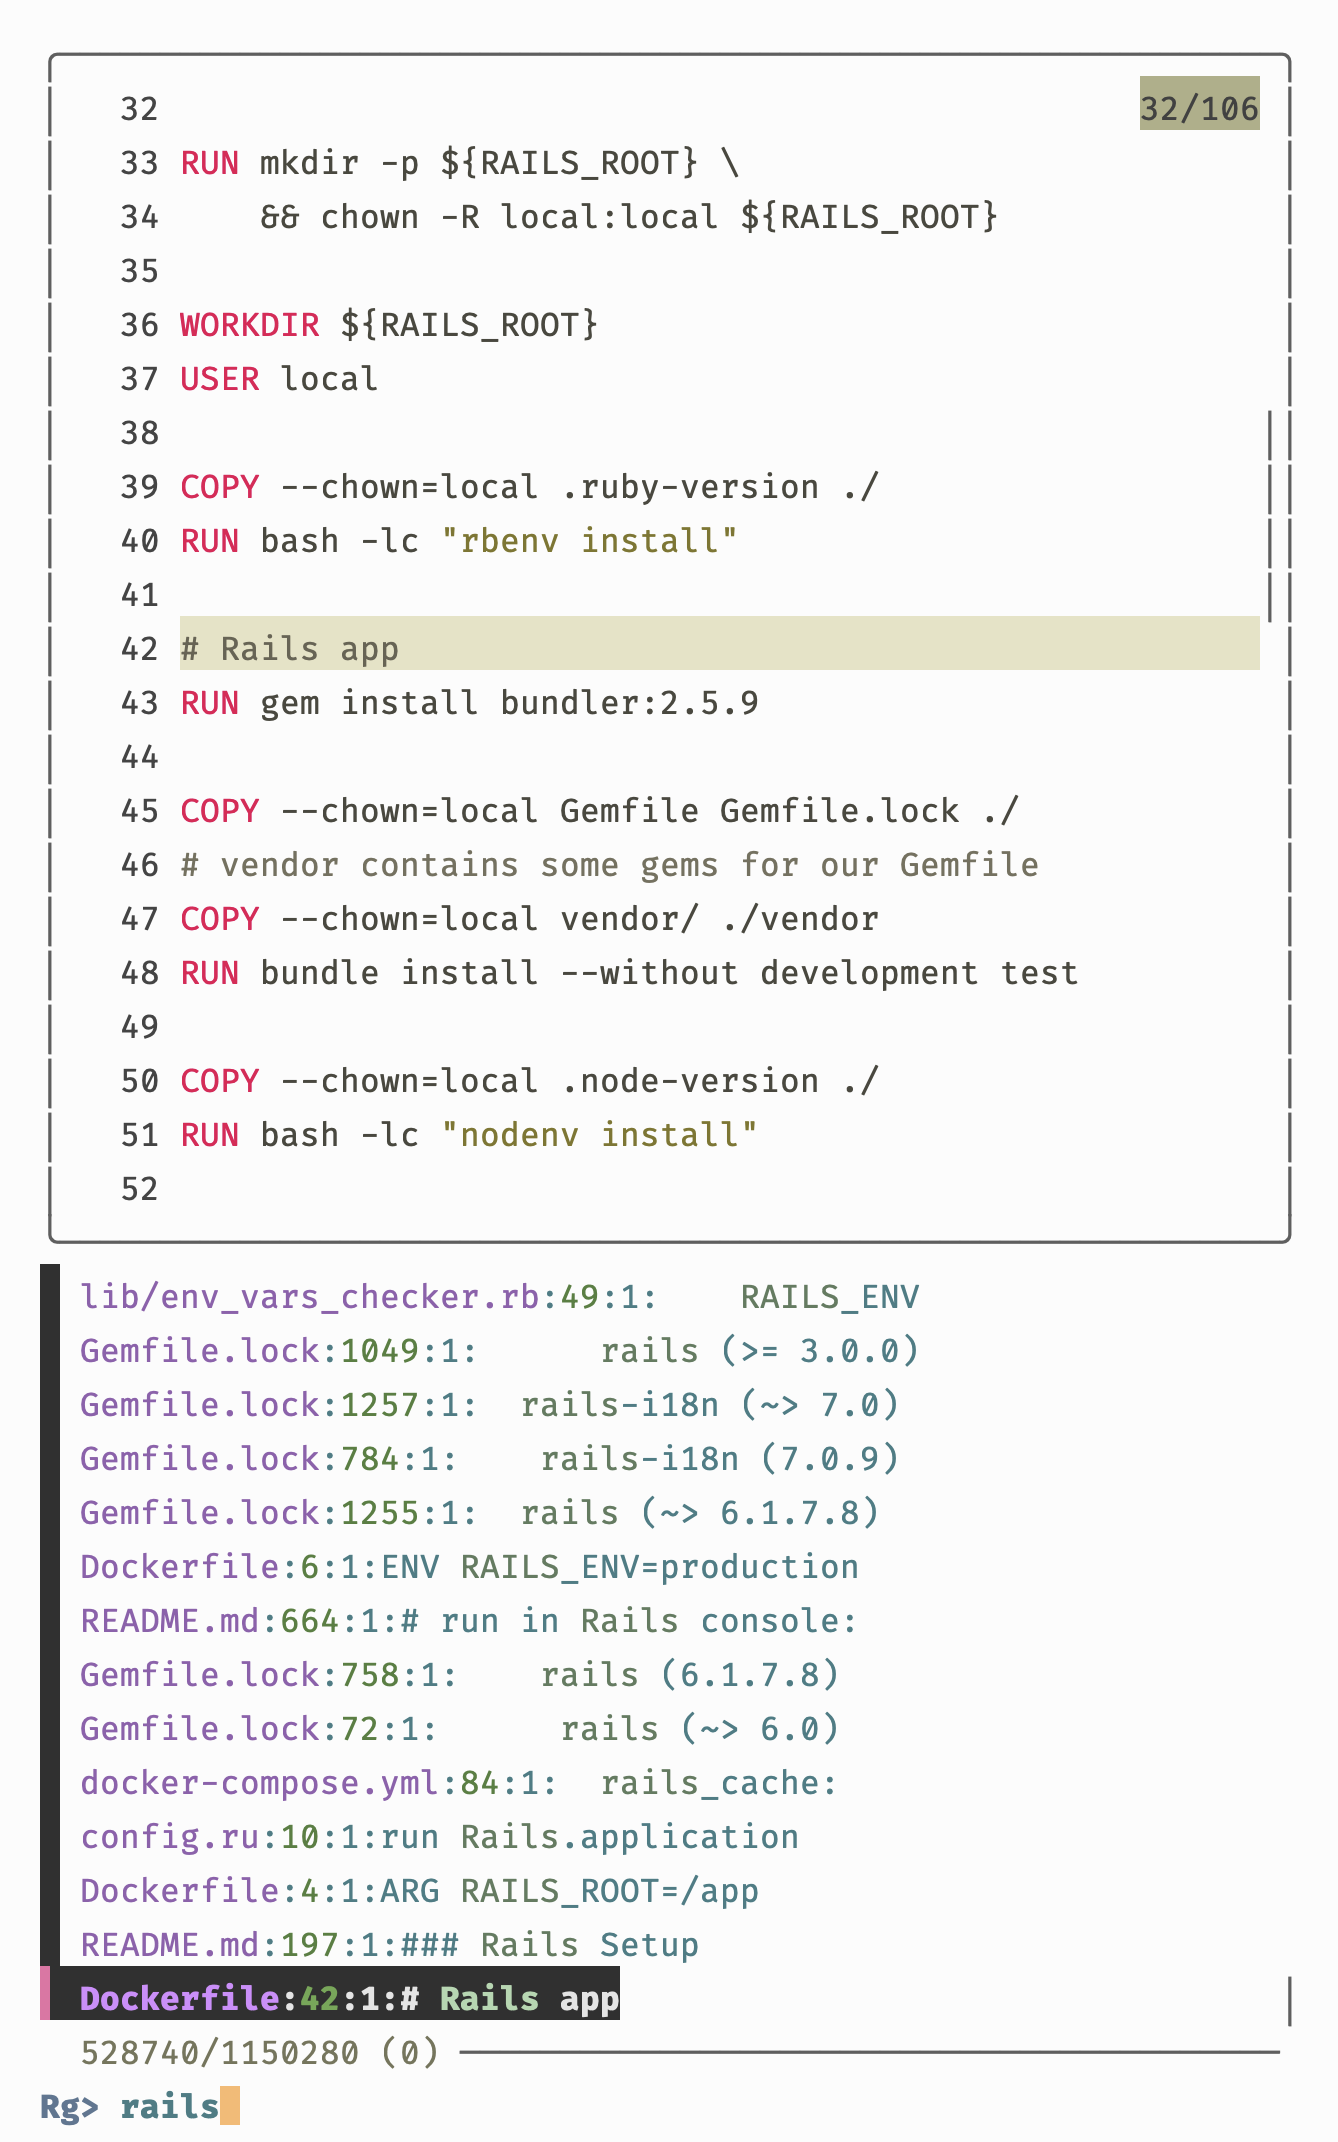 32 32/106
33 RUN mkdir -p ${RAILS_ROOT} \
34     && chown -R local:local ${RAILS_ROOT}
35
36 WORKDIR ${RAILS_ROOT}
37 USER local
38
39 COPY --chown=local .ruby-version ./
40 RUN bash -lc "rbenv install"
41
42 # Rails app
43 RUN gem install bundler:2.5.9
44
45 COPY --chown=local Gemfile Gemfile.lock ./
46 # vendor contains some gems for our Gemfile
47 COPY --chown=local vendor/ ./vendor
48 RUN bundle install --without development test
49
50 COPY --chown=local .node-version ./
51 RUN bash -lc "nodenv install"
52
lib/env_vars_checker.rb:49:1:    RAILS_ENV
Gemfile.lock:1049:1:      rails (>= 3.0.0)
Gemfile.lock:1257:1:  rails-i18n (~> 7.0)
Gemfile.lock:784:1:    rails-i18n (7.0.9)
Gemfile.lock:1255:1:  rails (~> 6.1.7.8)
Dockerfile:6:1:ENV RAILS_ENV=production
README.md:664:1:# run in Rails console:
Gemfile.lock:758:1:    rails (6.1.7.8)
Gemfile.lock:72:1:      rails (~> 6.0)
docker-compose.yml:84:1:  rails_cache:
config.ru:10:1:run Rails.application
Dockerfile:4:1:ARG RAILS_ROOT=/app
README.md:197:1:### Rails Setup
Dockerfile:42:1:# Rails app
528740/1150280 (0)
Rg> rails